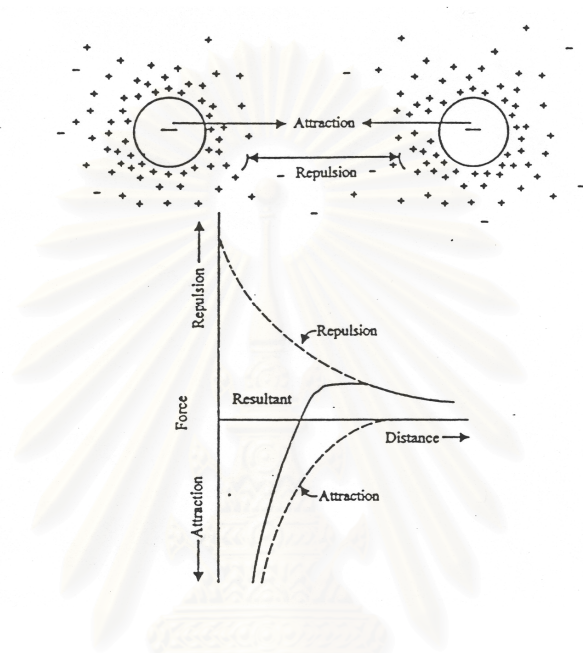 Attraction
Repulsion
Repulsion
Repulsion
Resultant
Force
Distance
Attraction
Attraction